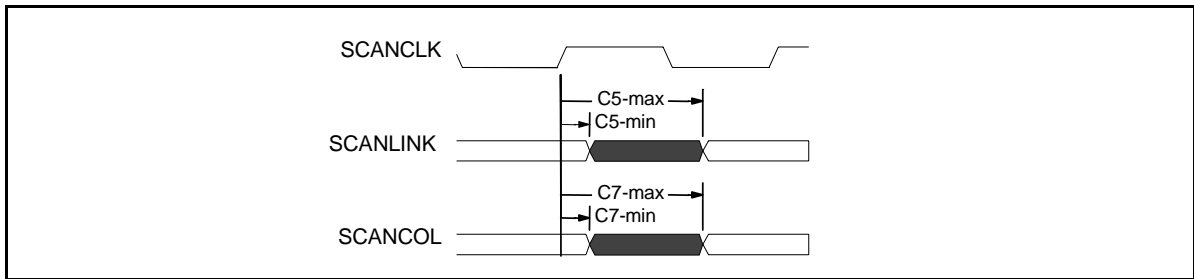 SCANCLK
C5-max
C5-min
SCANLINK
C7-max
C7-min
SCANCOL